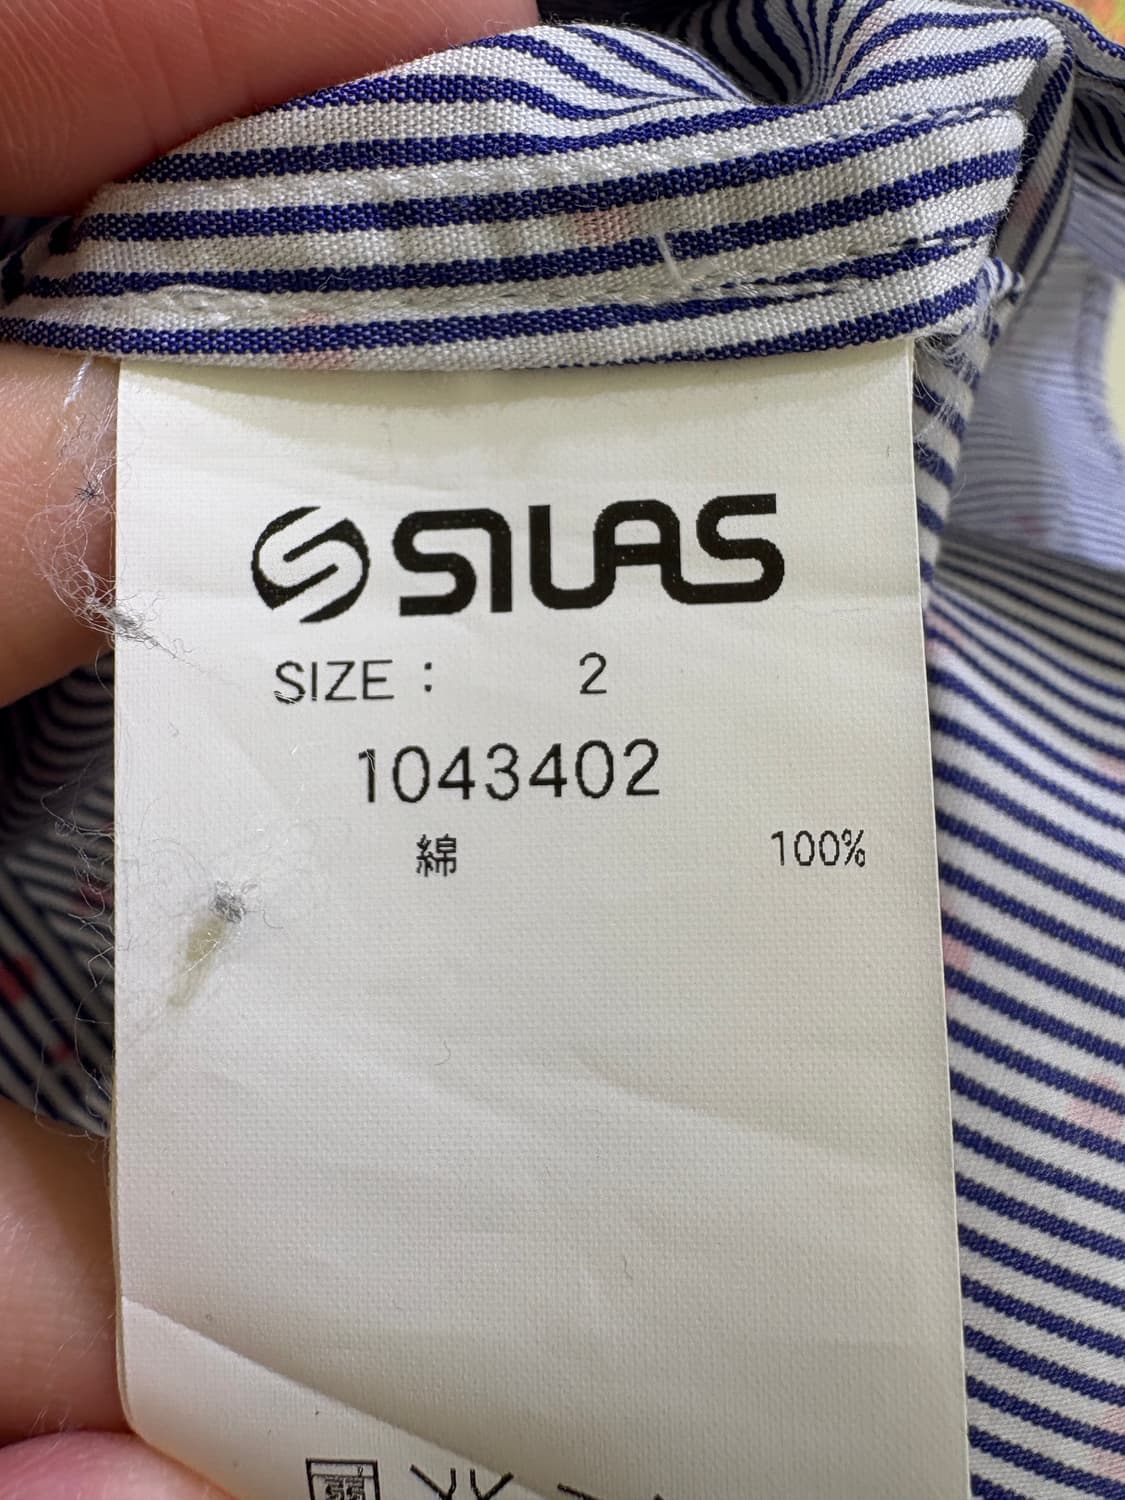 SILAS
SIZE : 2
1043402
綿 100%